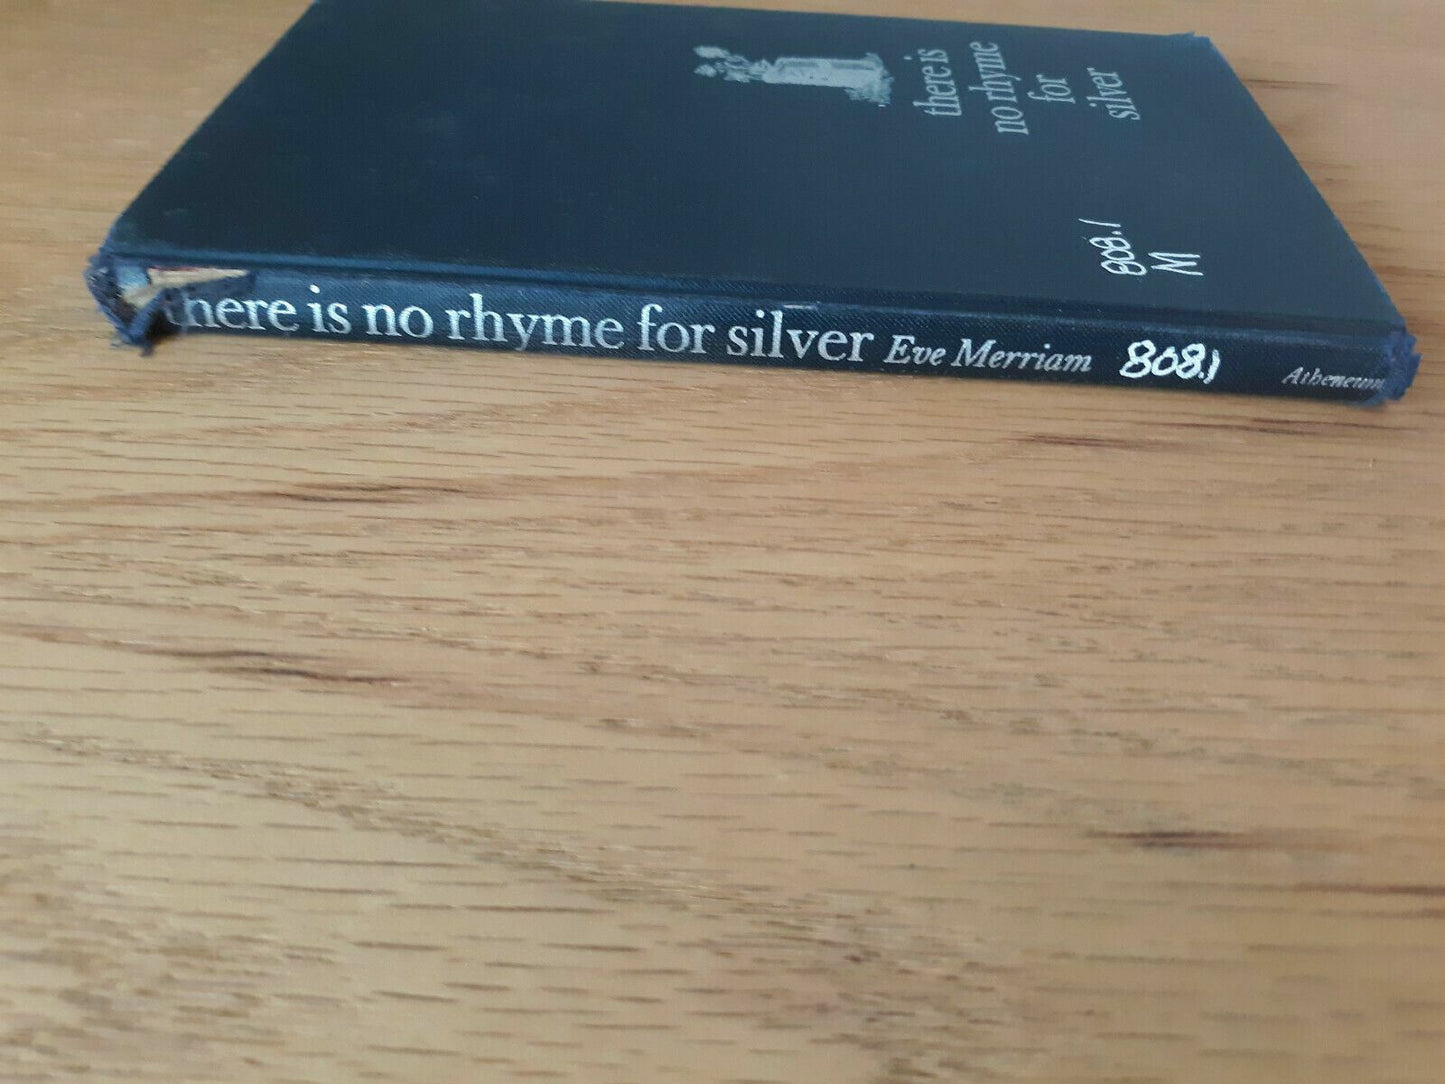 there is
no rhyme
for
silver
808.1
M
there is no rhyme for silver Eve Merriam 808.1 Atheneum